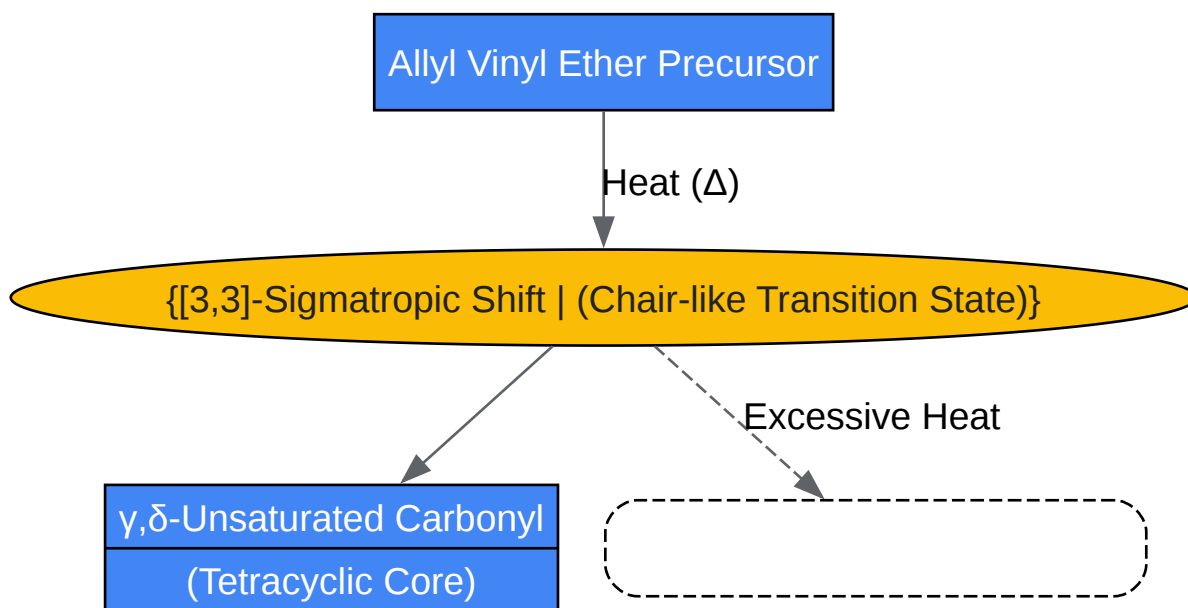 Allyl Vinyl Ether Precursor
Heat (Δ)
{[3,3]-Sigmatropic Shift | (Chair-like Transition State)}
Excessive Heat
γ,δ-Unsaturated Carbonyl
(Tetracyclic Core)